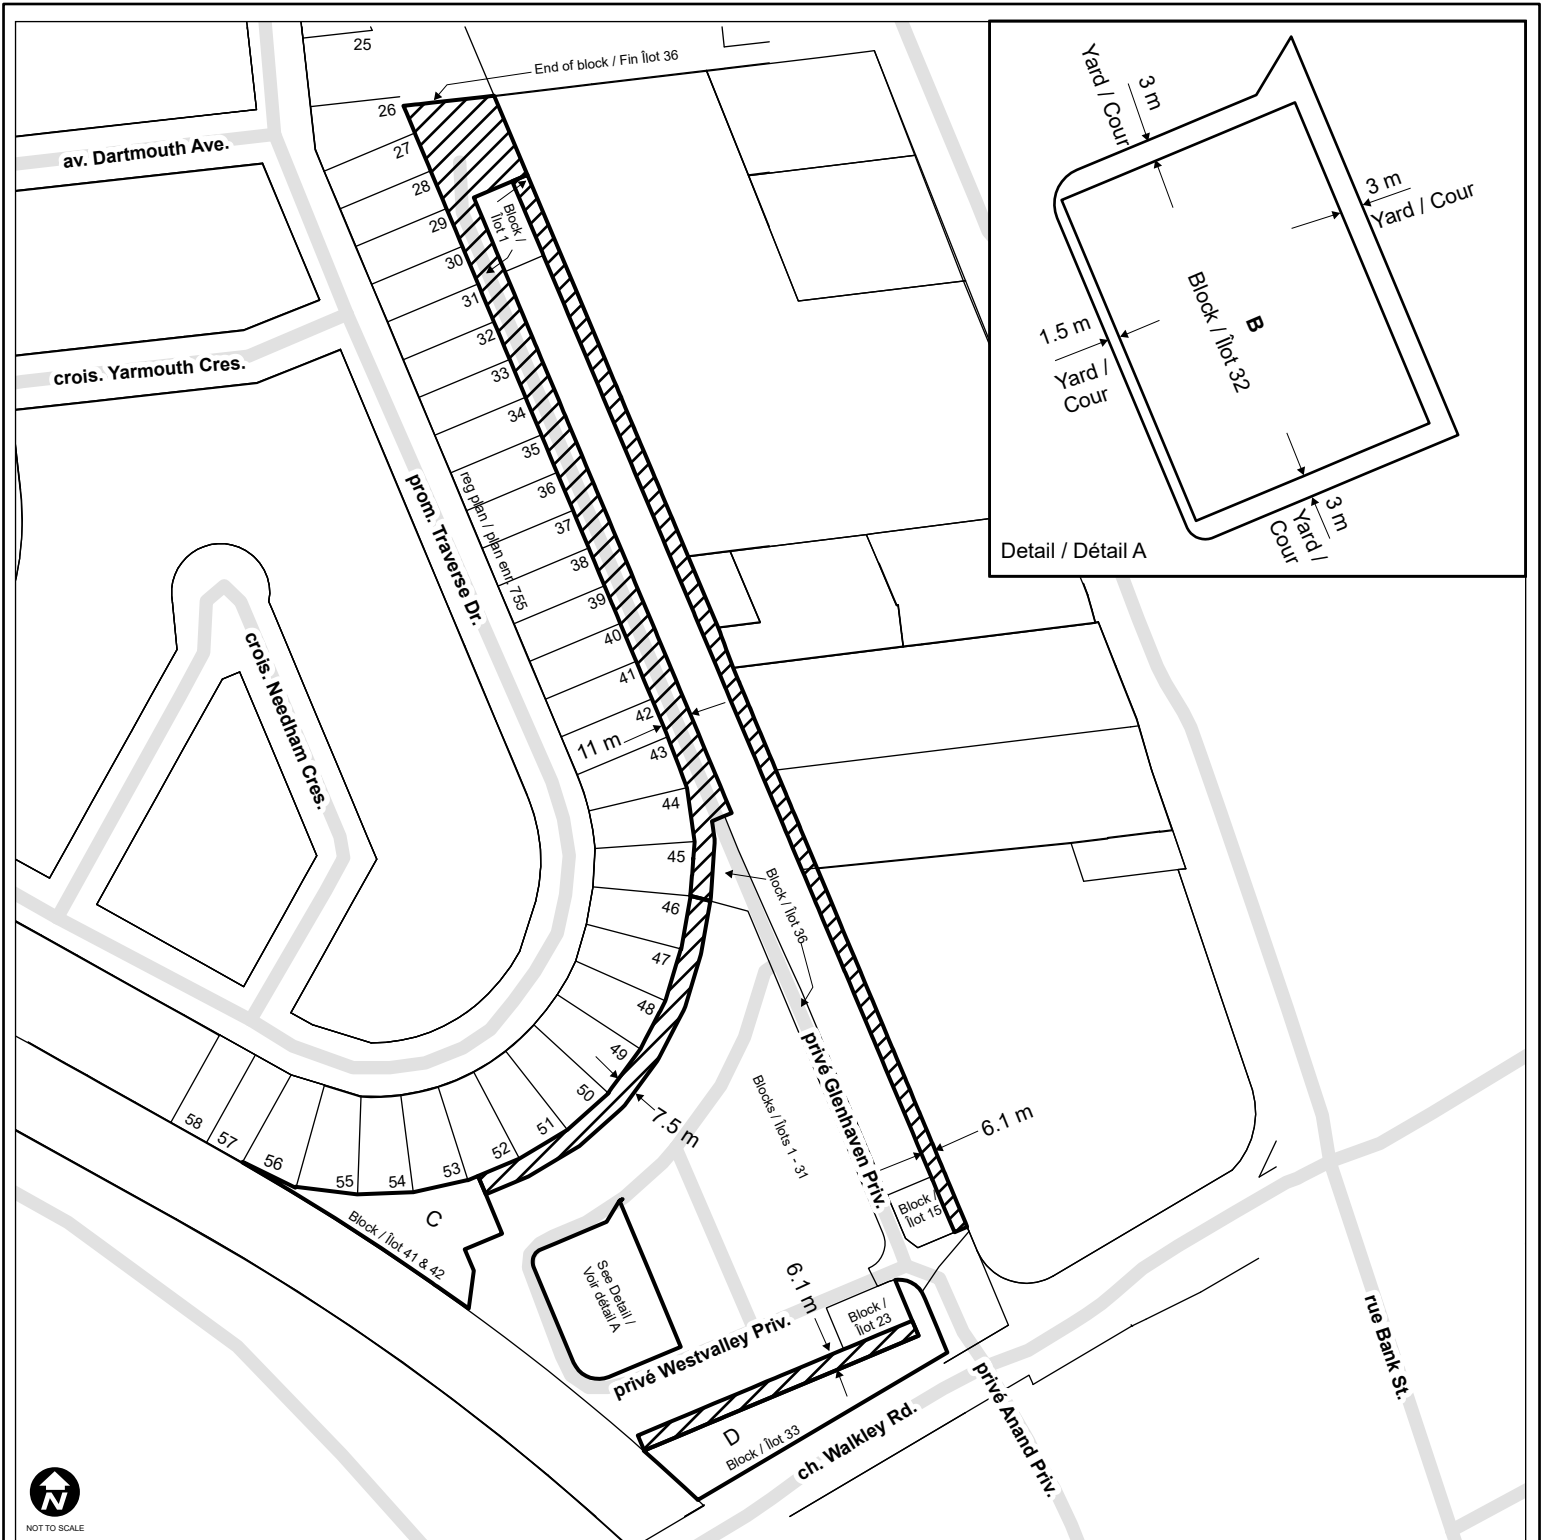 25
End of block / Fin Îlot 36
26
27
28
29
30
31
32
33
34
35
36
37
38
39
40
41
42
43
44
45
46
47
48
49
50
51
52
53
54
55
56
57
58
av. Dartmouth Ave.
crois. Yarmouth Cres.
prom. Traverse Dr.
reg plan / plan enr. 755
crois. Needham Cres.
Block /
Îlot 1
11 m
Block / Îlot 36
7.5 m
Blocks / Îlots 1 - 31
privé Glenhaven Priv.
6.1 m
Block /
Îlot 15
C
Block / Îlot 41 & 42
See Detail /
Voir détail A
6.1 m
Block /
Îlot 23
privé Westvalley Priv.
D
Block / Îlot 33
ch. Walkley Rd.
privé Anand Priv.
rue Bank St.
Yard / Cour
3 m
3 m
Yard / Cour
1.5 m
Yard /
Cour
B
Block / Îlot 32
3 m
Yard /
Cour
Detail / Détail A
N
NOT TO SCALE